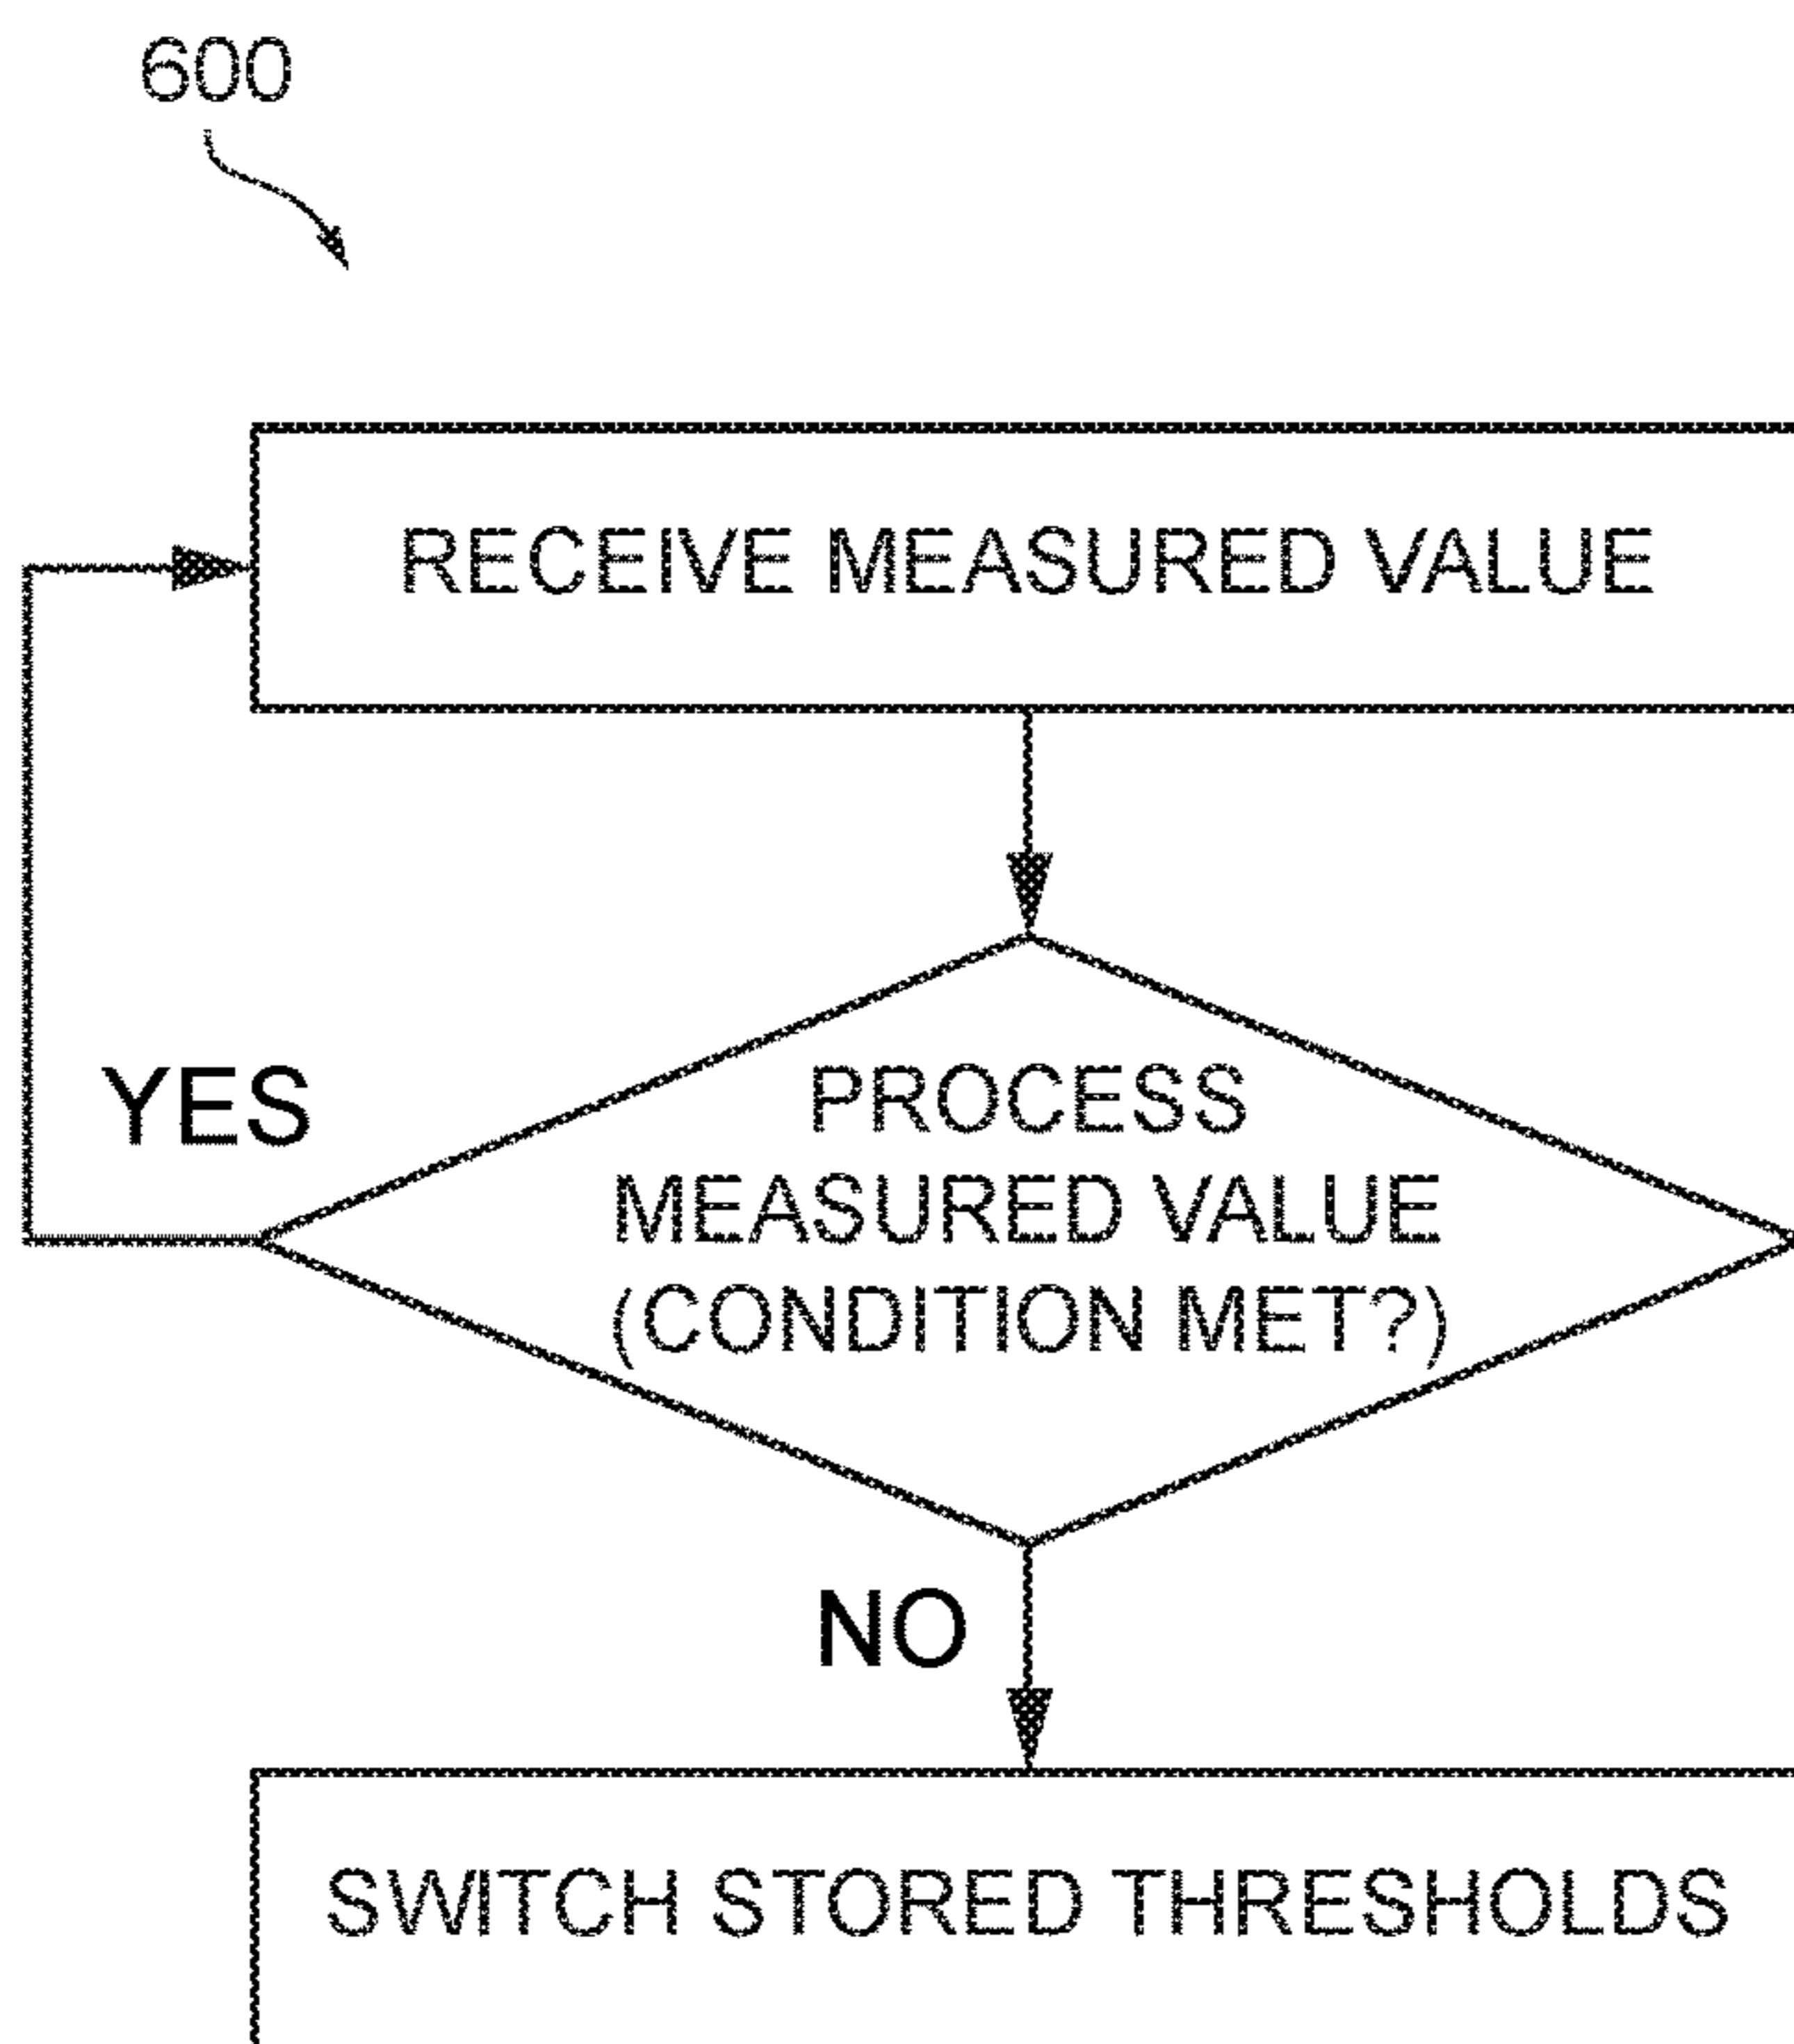 600
RECEIVE MEASURED VALUE
YES
PROCESS
MEASURED VALUE
(CONDITION MET?)
NO
SWITCH STORED THRESHOLDS